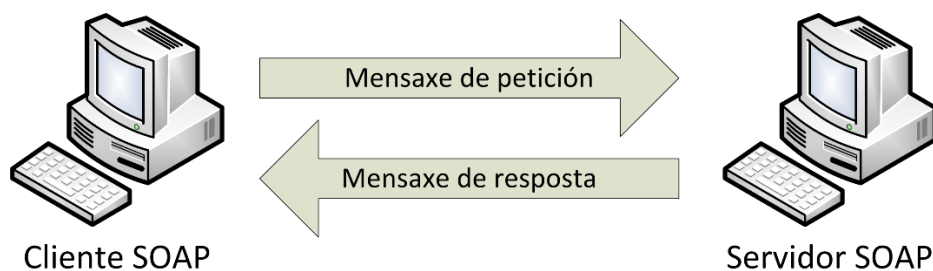 Mensaxe de petición
Mensaxe de resposta
Cliente SOAP
Servidor SOAP